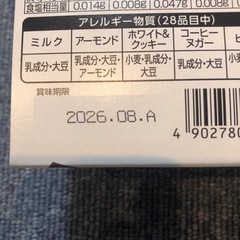 食塩相当量 0.014g 0.008g 0.047g 0.008g
アレルギー物質(28品目中)
ミルク アーモンド ホワイト&クッキー コーヒーヌガー
乳成分・大豆 乳成分・大豆・アーモンド 小麦・乳成分・大豆 乳成分・小麦・大豆
賞味期限
2026.08.A
4 902780